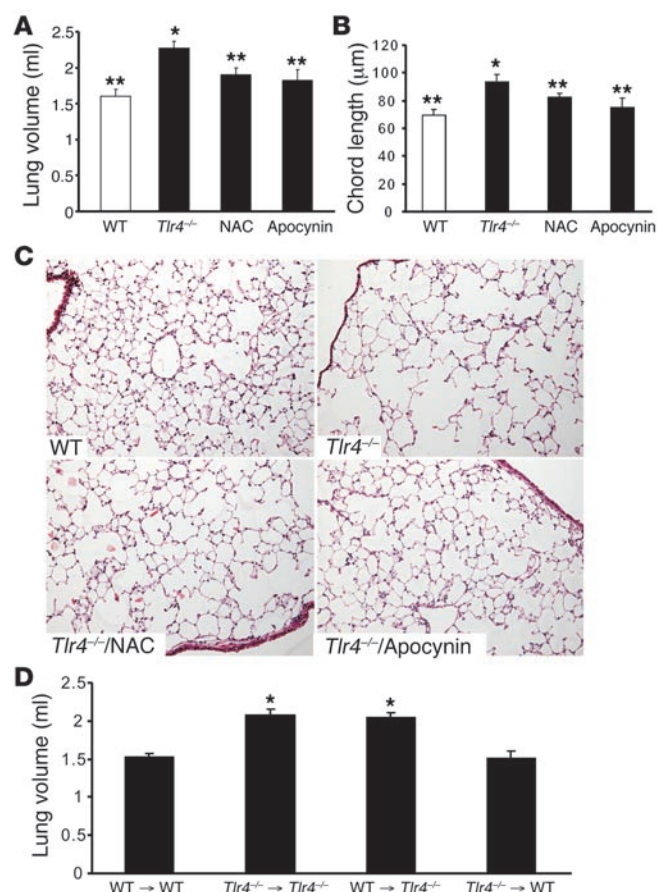 A
Lung volume (ml)
2.5
2
1.5
1
0.5
0
**
*
**
**
WT
Tlr4–/–
NAC
Apocynin
B
Chord length (µm)
120
100
80
60
40
20
0
**
*
**
**
WT
Tlr4–/–
NAC
Apocynin
C
WT
Tlr4–/–
Tlr4–/–/NAC
Tlr4–/–/Apocynin
D
Lung volume (ml)
2.5
2
1.5
1
0.5
0
*
*
WT → WT
Tlr4–/– → Tlr4–/–
WT → Tlr4–/–
Tlr4–/– → WT